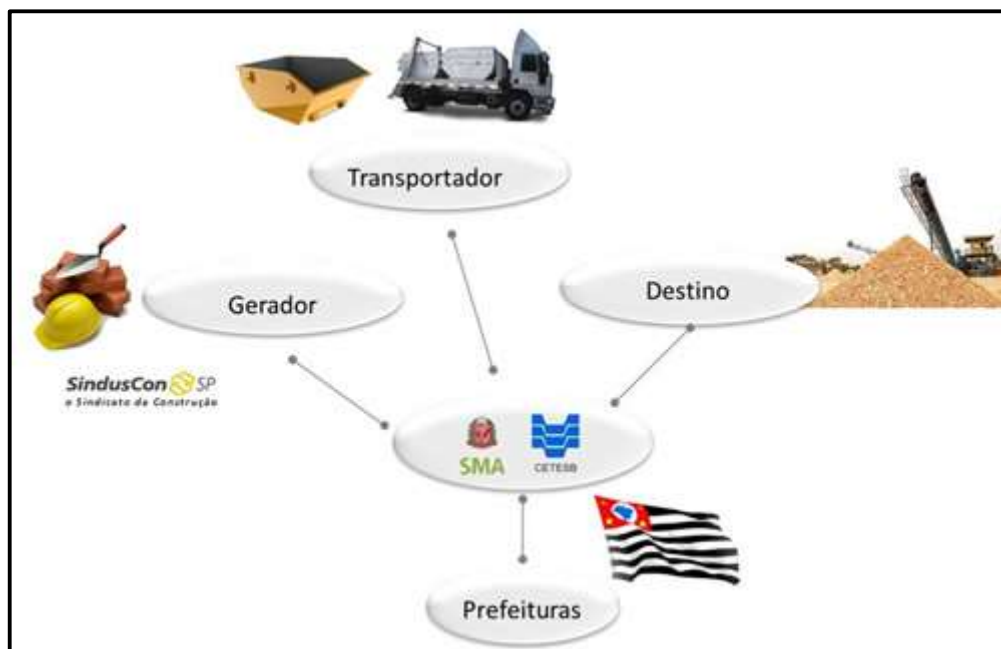 Transportador
Destino
Gerador
SindusCon SP
o Sindicato da Construção
SMA
CETESB
Prefeituras